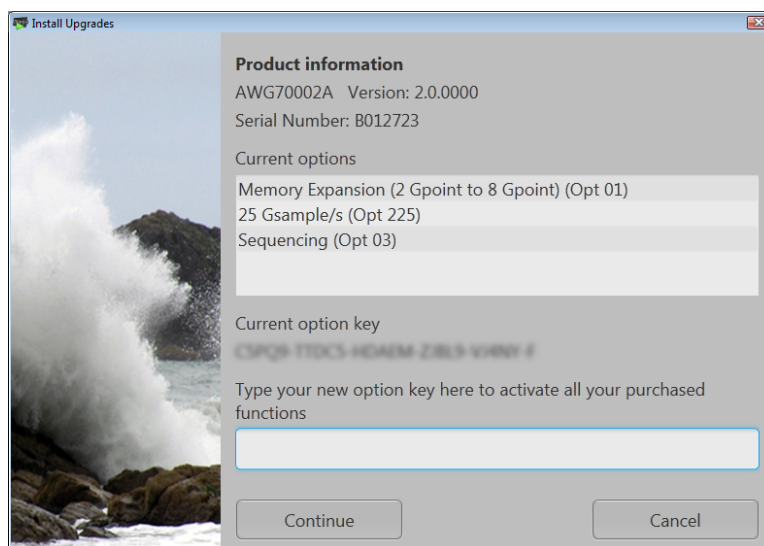 Install Upgrades
Product information
AWG70002A Version: 2.0.0000
Serial Number: B012723
Current options
Memory Expansion (2 Gpoint to 8 Gpoint) (Opt 01)
25 Gsample/s (Opt 225)
Sequencing (Opt 03)
Current option key
Type your new option key here to activate all your purchased
functions
Continue
Cancel